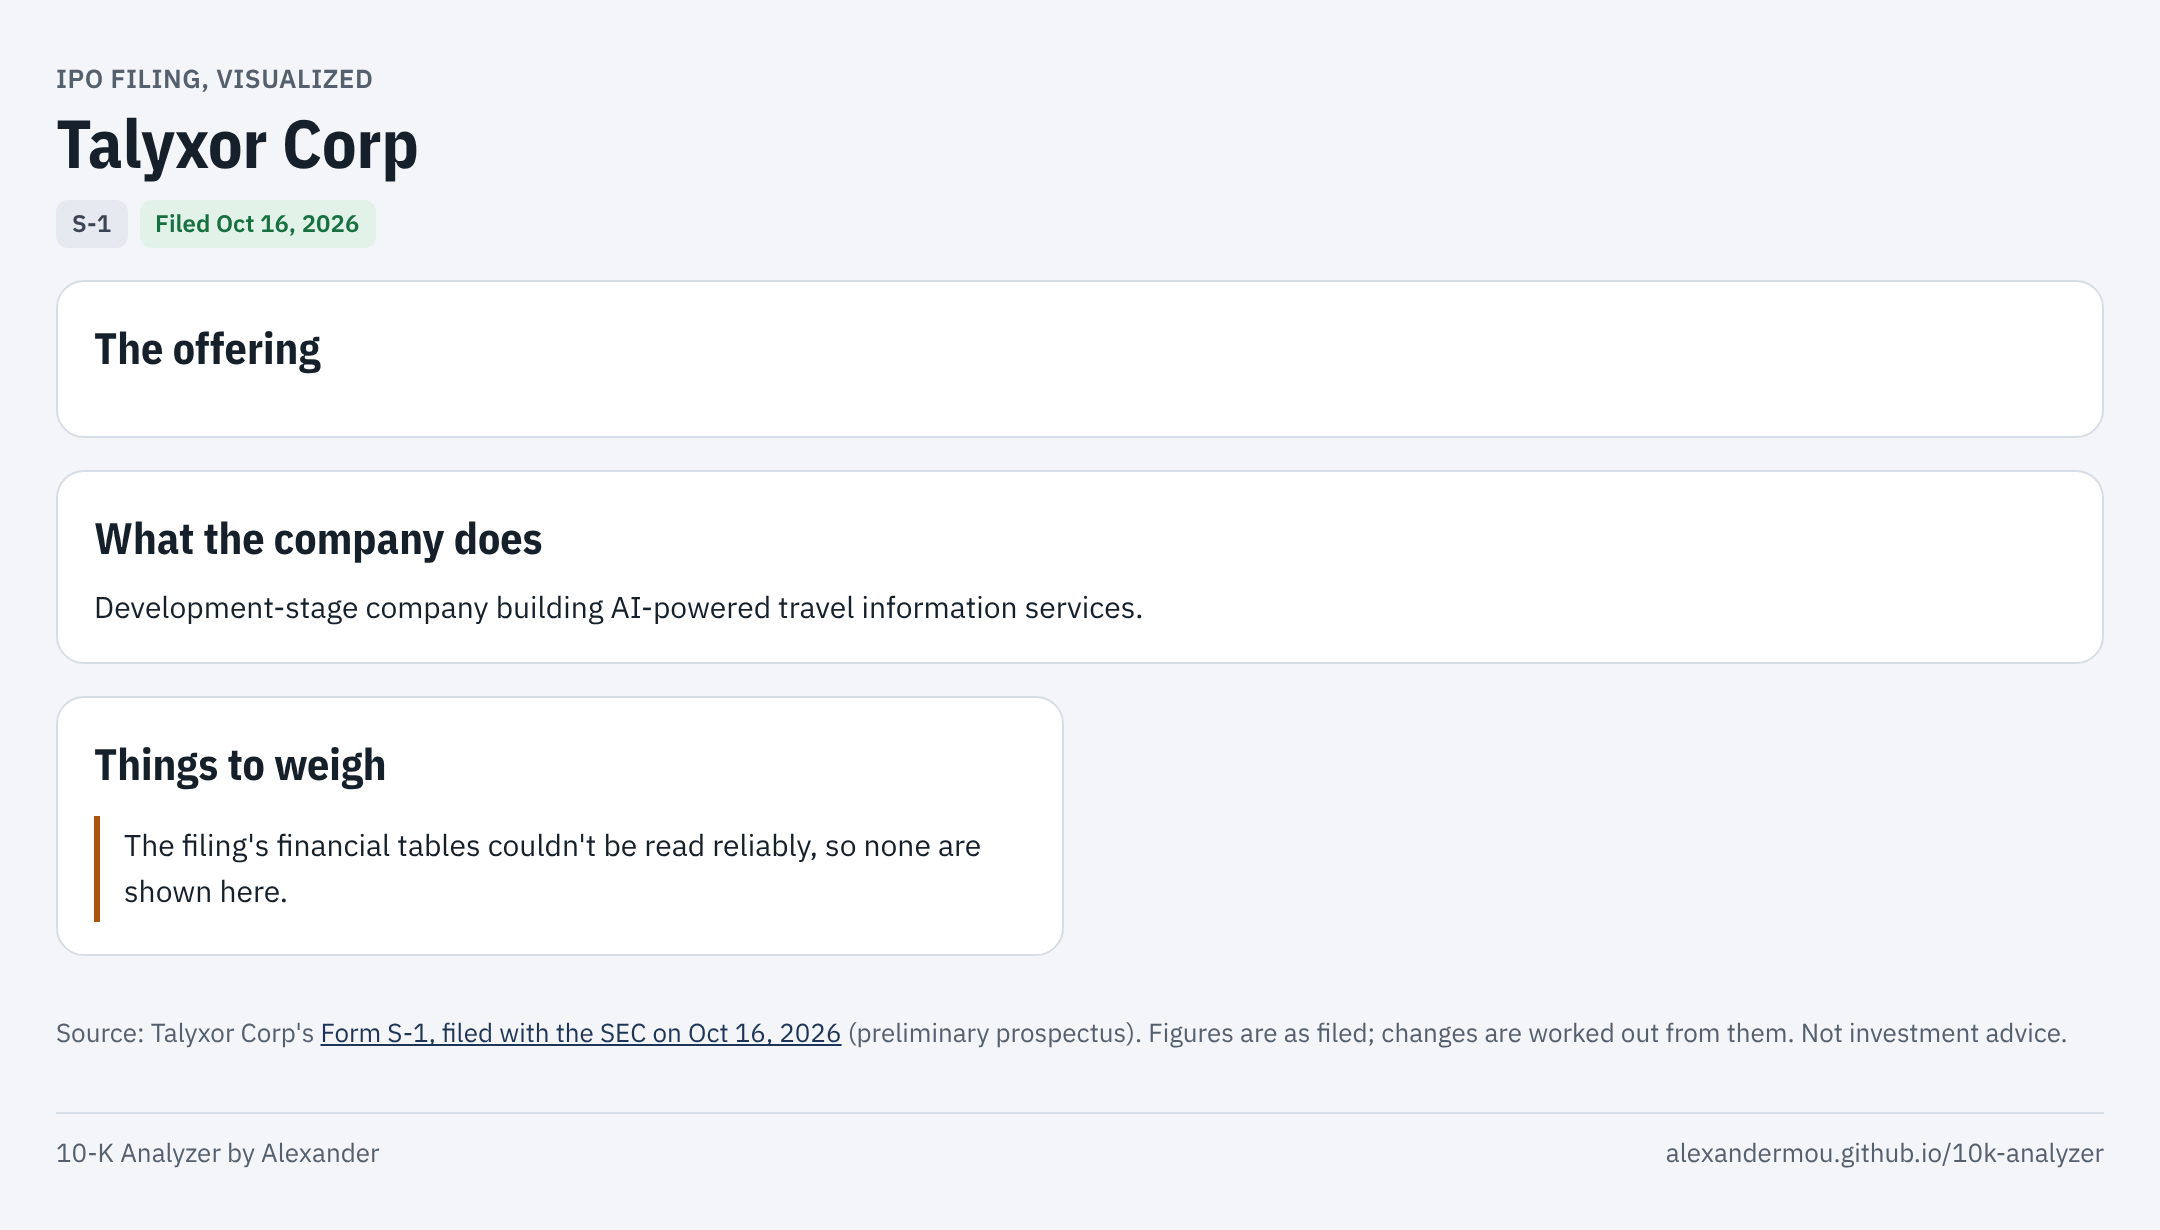 IPO FILING, VISUALIZED
Talyxor Corp
S-1 Filed Oct 16, 2026
The offering
What the company does
Development-stage company building AI-powered travel information services.
Things to weigh
The filing's financial tables couldn't be read reliably, so none are
shown here.
Source: Talyxor Corp's Form S-1, filed with the SEC on Oct 16, 2026 (preliminary prospectus). Figures are as filed; changes are worked out from them. Not investment advice.
10-K Analyzer by Alexander alexandermou.github.io/10k-analyzer